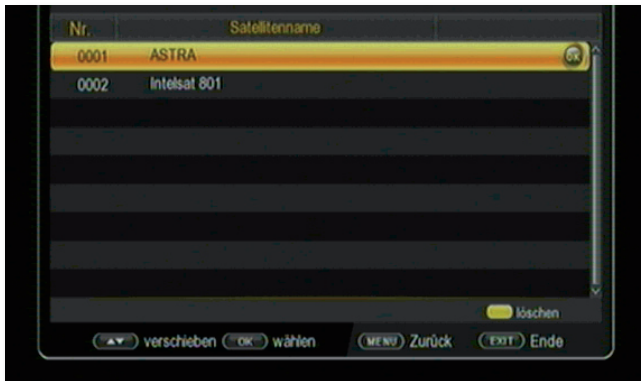 Nr. Satellitenname
0001 ASTRA OK
0002 Intelsat 801
löschen
verschieben OK wählen MENU Zurück EXIT Ende